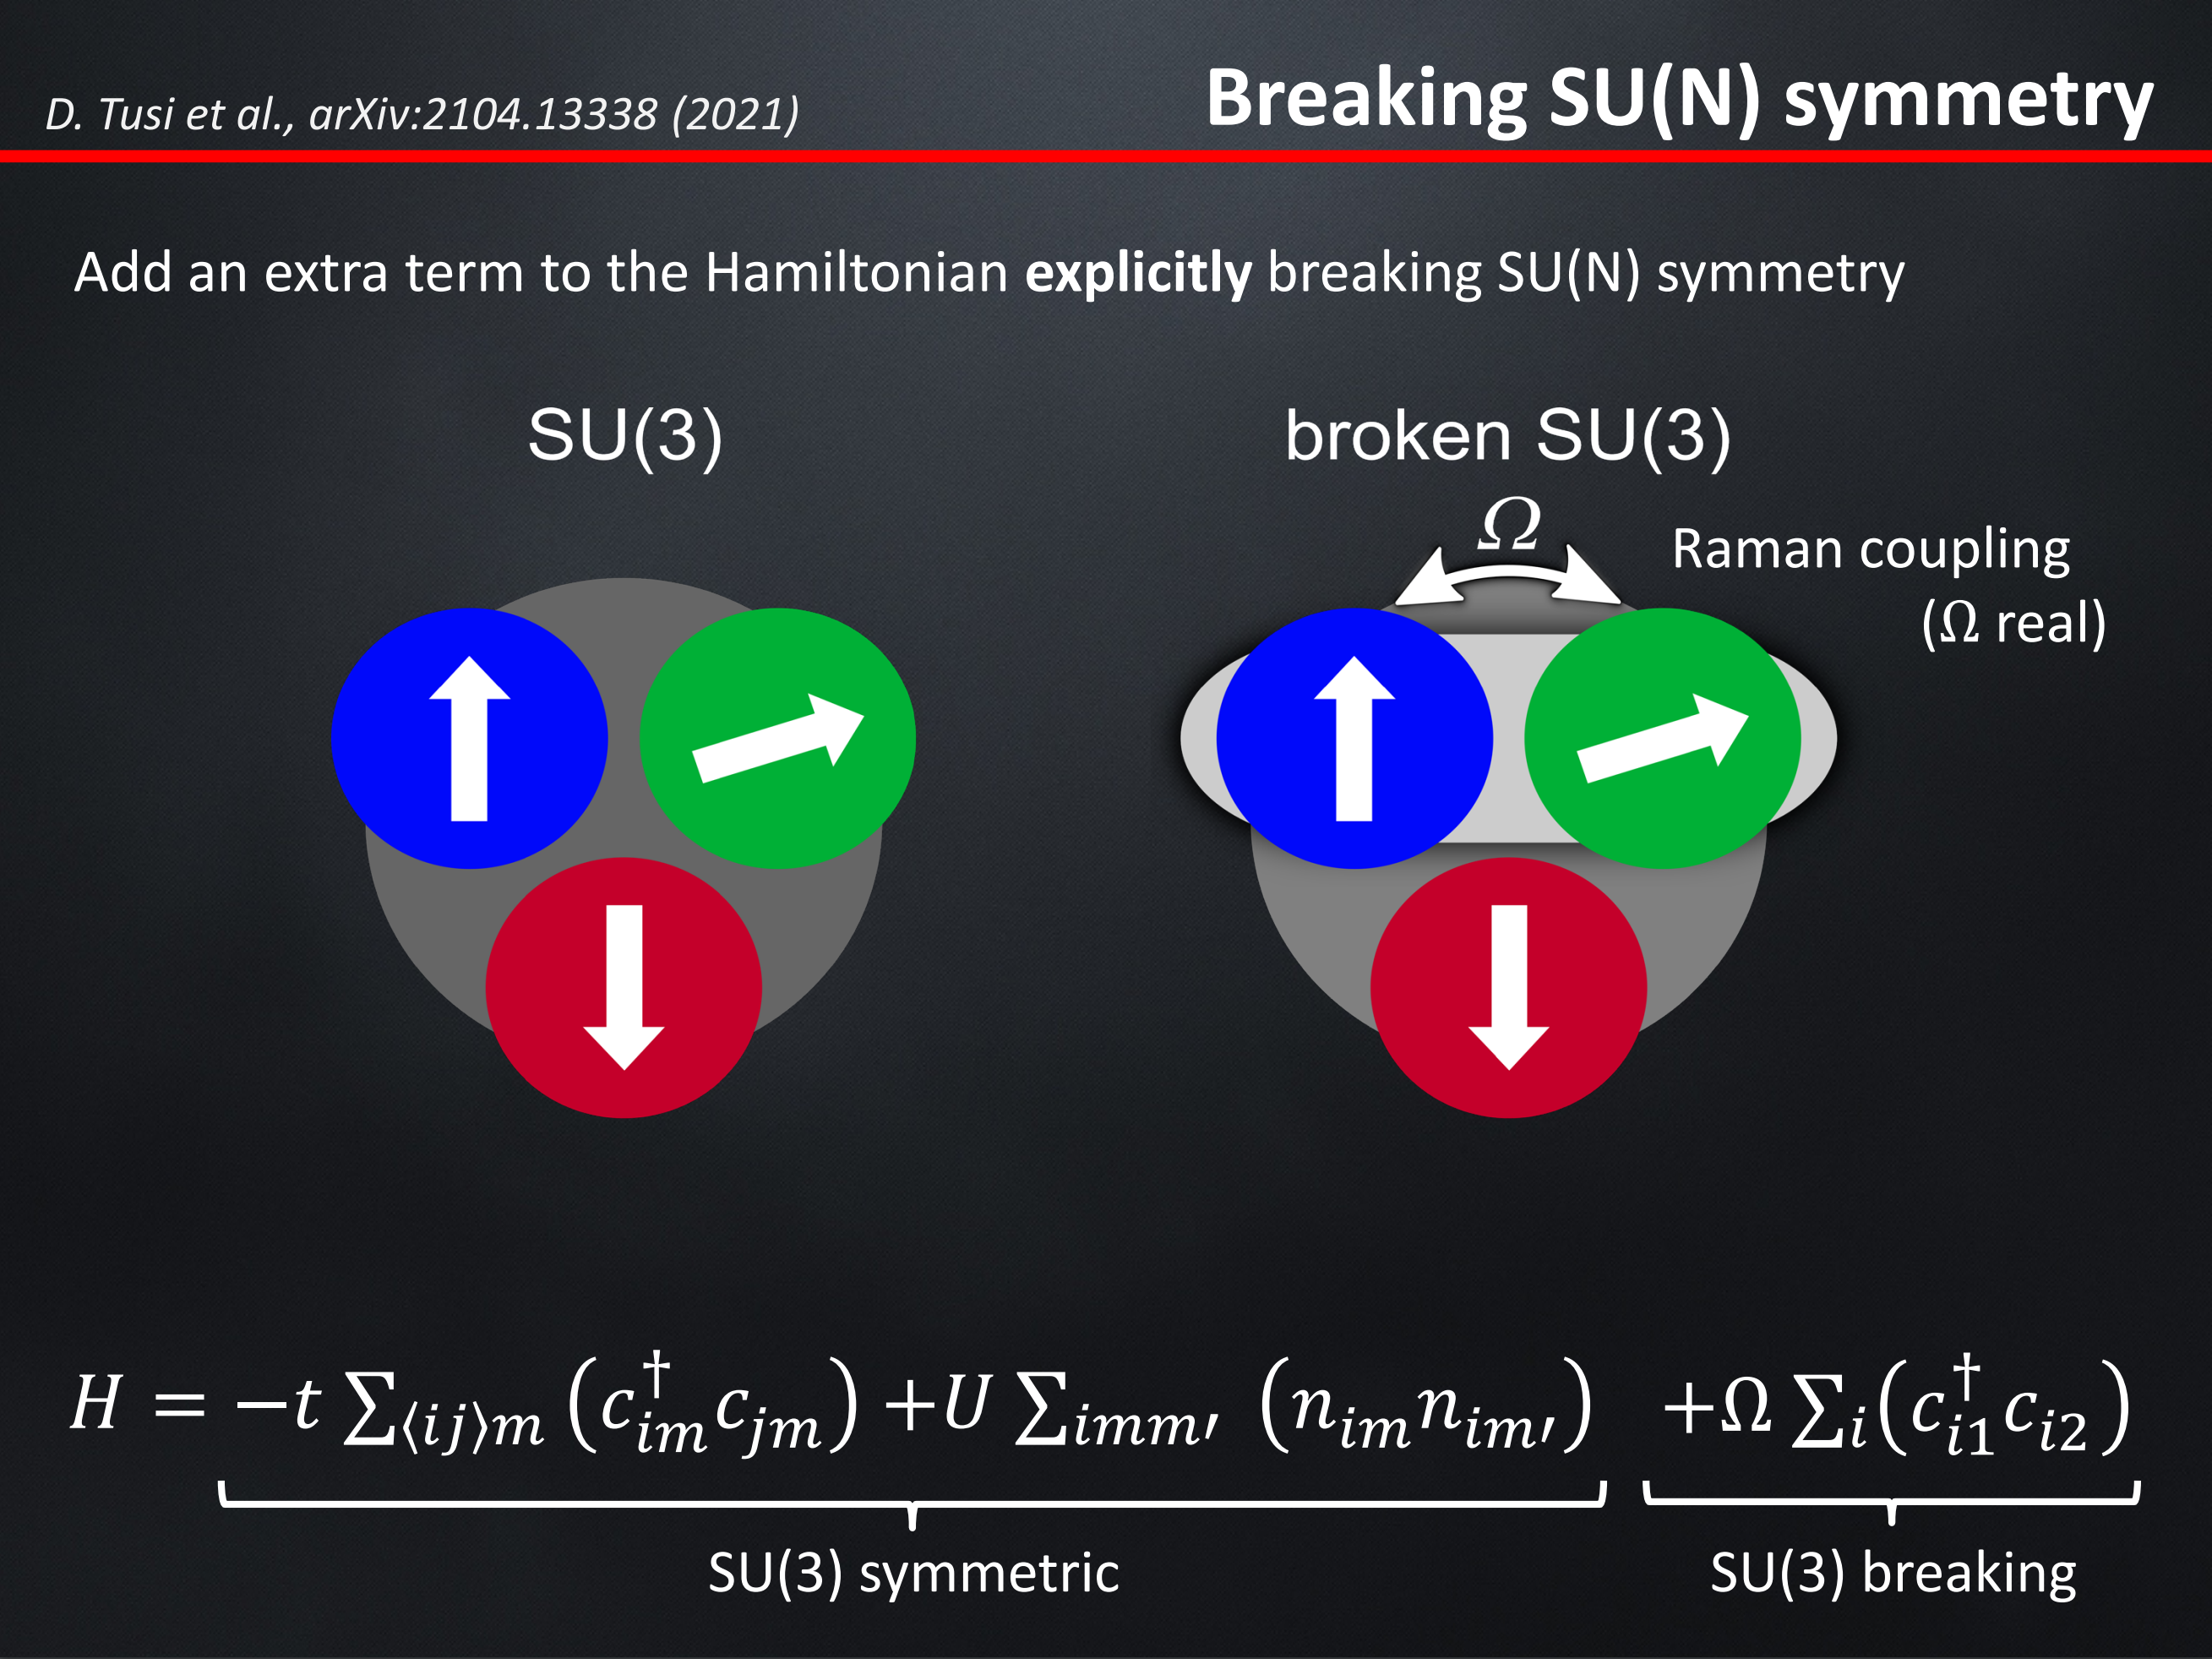 D. Tusi et al., arXiv:2104.13338 (2021)
Breaking SU(N) symmetry
Add an extra term to the Hamiltonian explicitly breaking SU(N) symmetry
SU(3)
broken SU(3)
Ω
Raman coupling
(Ω real)
H = −t ∑⟨ij⟩m (c†im cjm) +U ∑imm′ (nim nim′) +Ω ∑i(c†i1 ci2)
SU(3) symmetric
SU(3) breaking